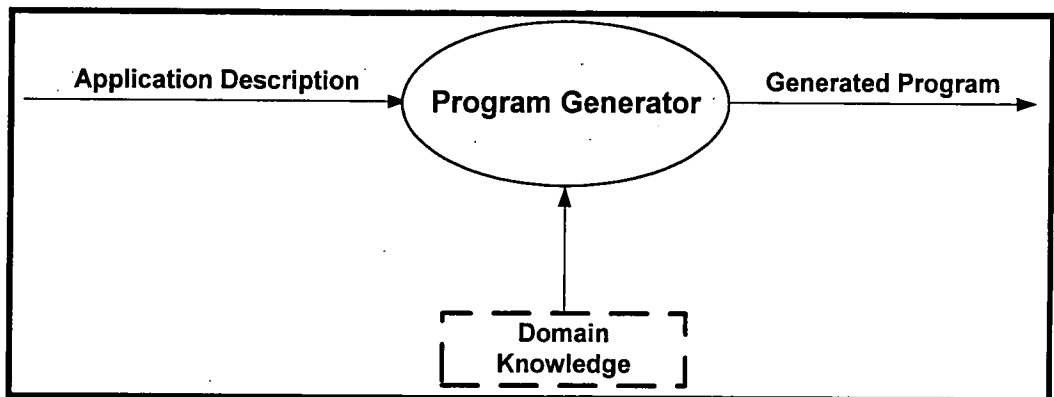 Application Description
Program Generator
Generated Program
Domain
Knowledge